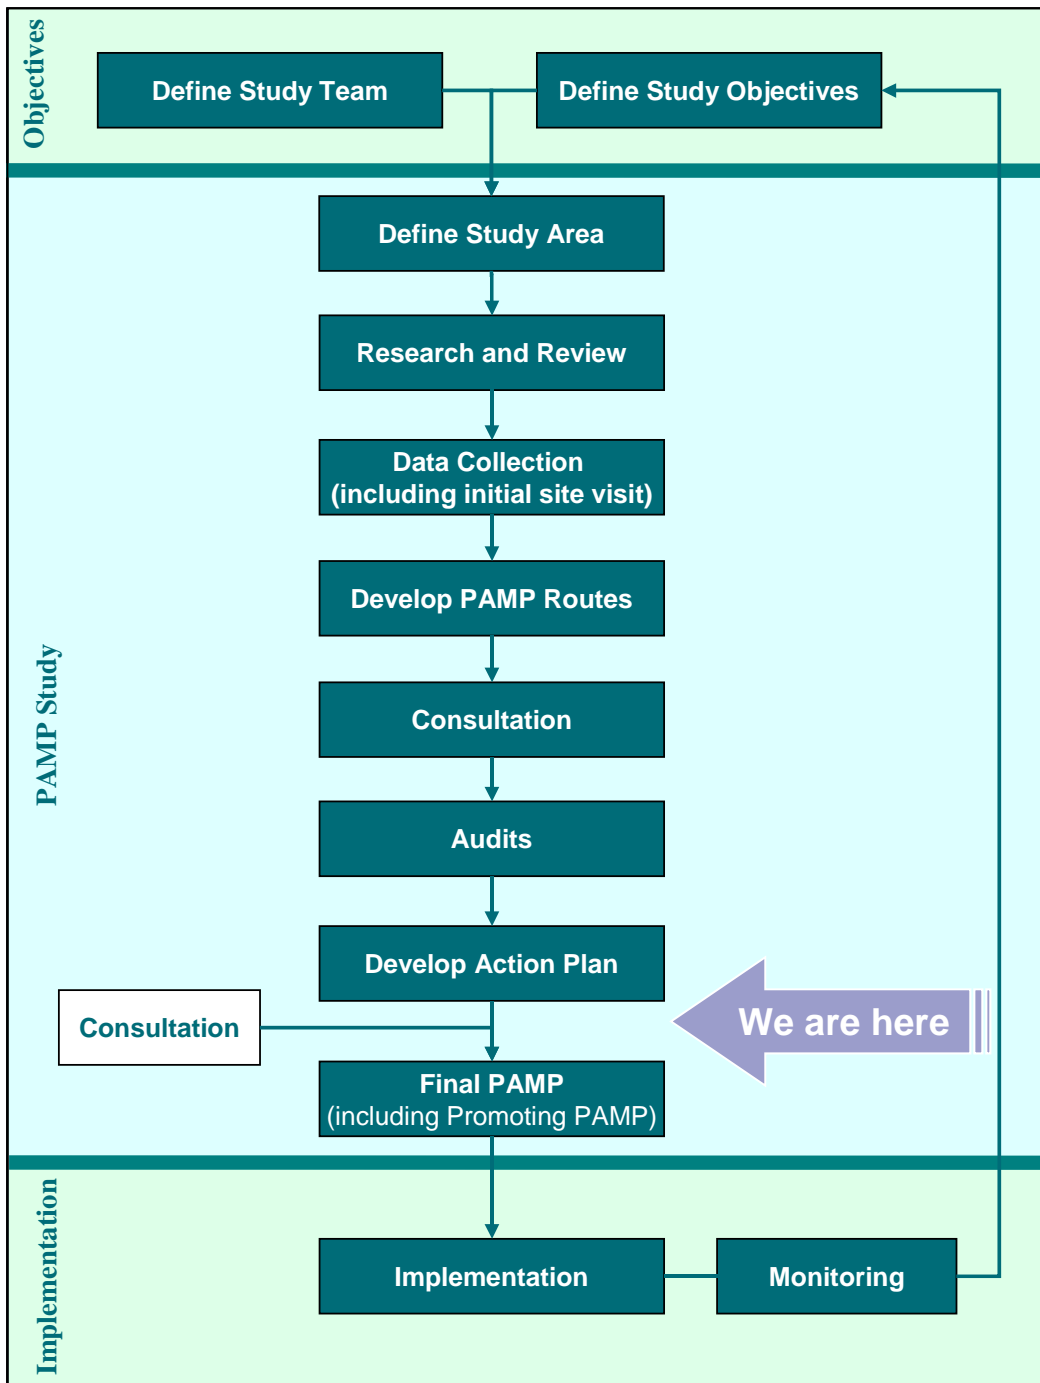 Objectives
Define Study Team
Define Study Objectives
PAMP Study
Define Study Area
Research and Review
Data Collection
(including initial site visit)
Develop PAMP Routes
Consultation
Audits
Develop Action Plan
Consultation
We are here
Final PAMP
(including Promoting PAMP)
Implementation
Implementation
Monitoring